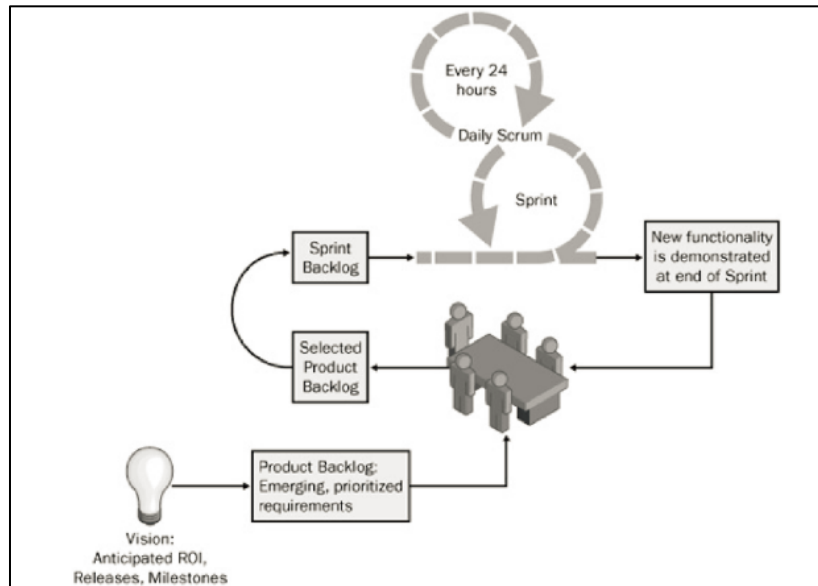 Every 24
hours
Daily Scrum
Sprint
Sprint
Backlog
New functionality
is demonstrated
at end of Sprint
Selected
Product
Backlog
Product Backlog:
Emerging, prioritized
requirements
Vision:
Anticipated ROI,
Releases, Milestones